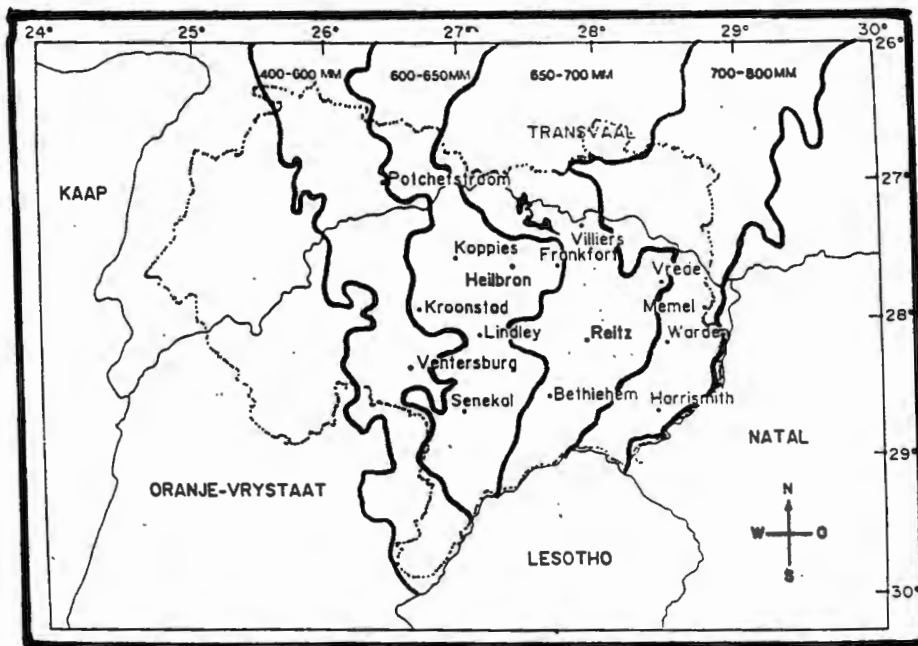 24° 25° 26° 27° 28° 29° 30°
26°
400-600 MM 600-650MM 650-700 MM 700-800MM
TRANSVAAL
KAAP
Potchefstroom
27°
Koppies
Villiers
Frankfort
Heilbron
Vrede
Kroonstad
Memel
28°
Lindley
Reitz
Warden
Ventersburg
Senekal
Bethlehem
Harrismith
NATAL
29°
ORANJE-VRYSTAAT
N
W O
S
LESOTHO
30°